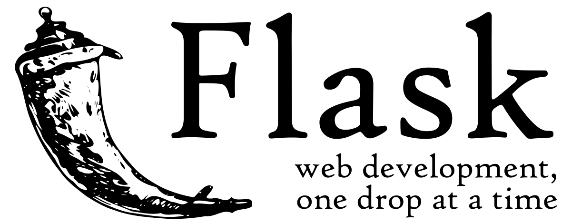 Flask
web development,
one drop at a time